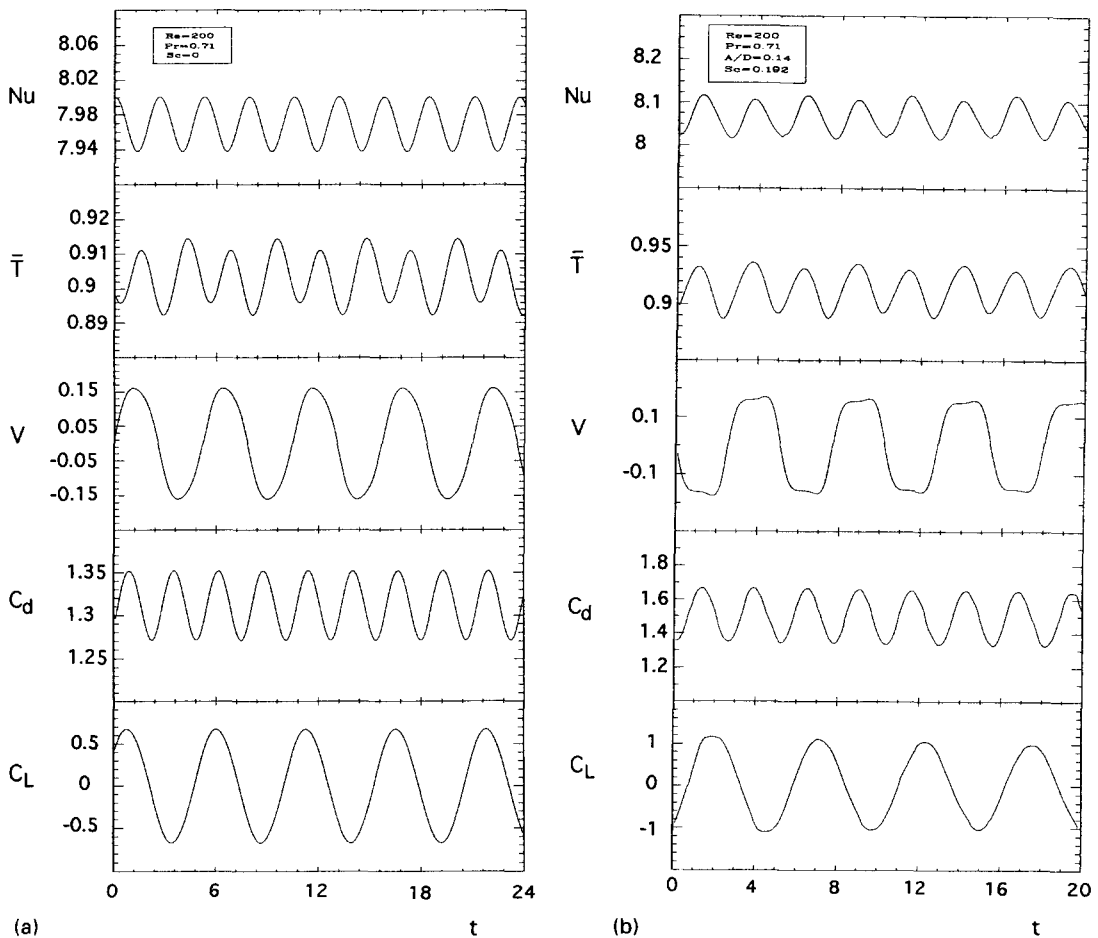 Re=200
Pr=0.71
Sc=0
Nu
8.06
8.02
7.98
7.94
T
0.92
0.91
0.9
0.89
V
0.15
0.05
-0.05
-0.15
Cd
1.35
1.3
1.25
CL
0.5
0
-0.5
0 6 12 18 24
(a) t
Re=200
Pr=0.71
A/D=0.14
Sc=0.192
Nu
8.2
8.1
8
T
0.95
0.9
V
0.1
-0.1
Cd
1.8
1.6
1.4
1.2
CL
1
0
-1
0 4 8 12 16 20
(b) t